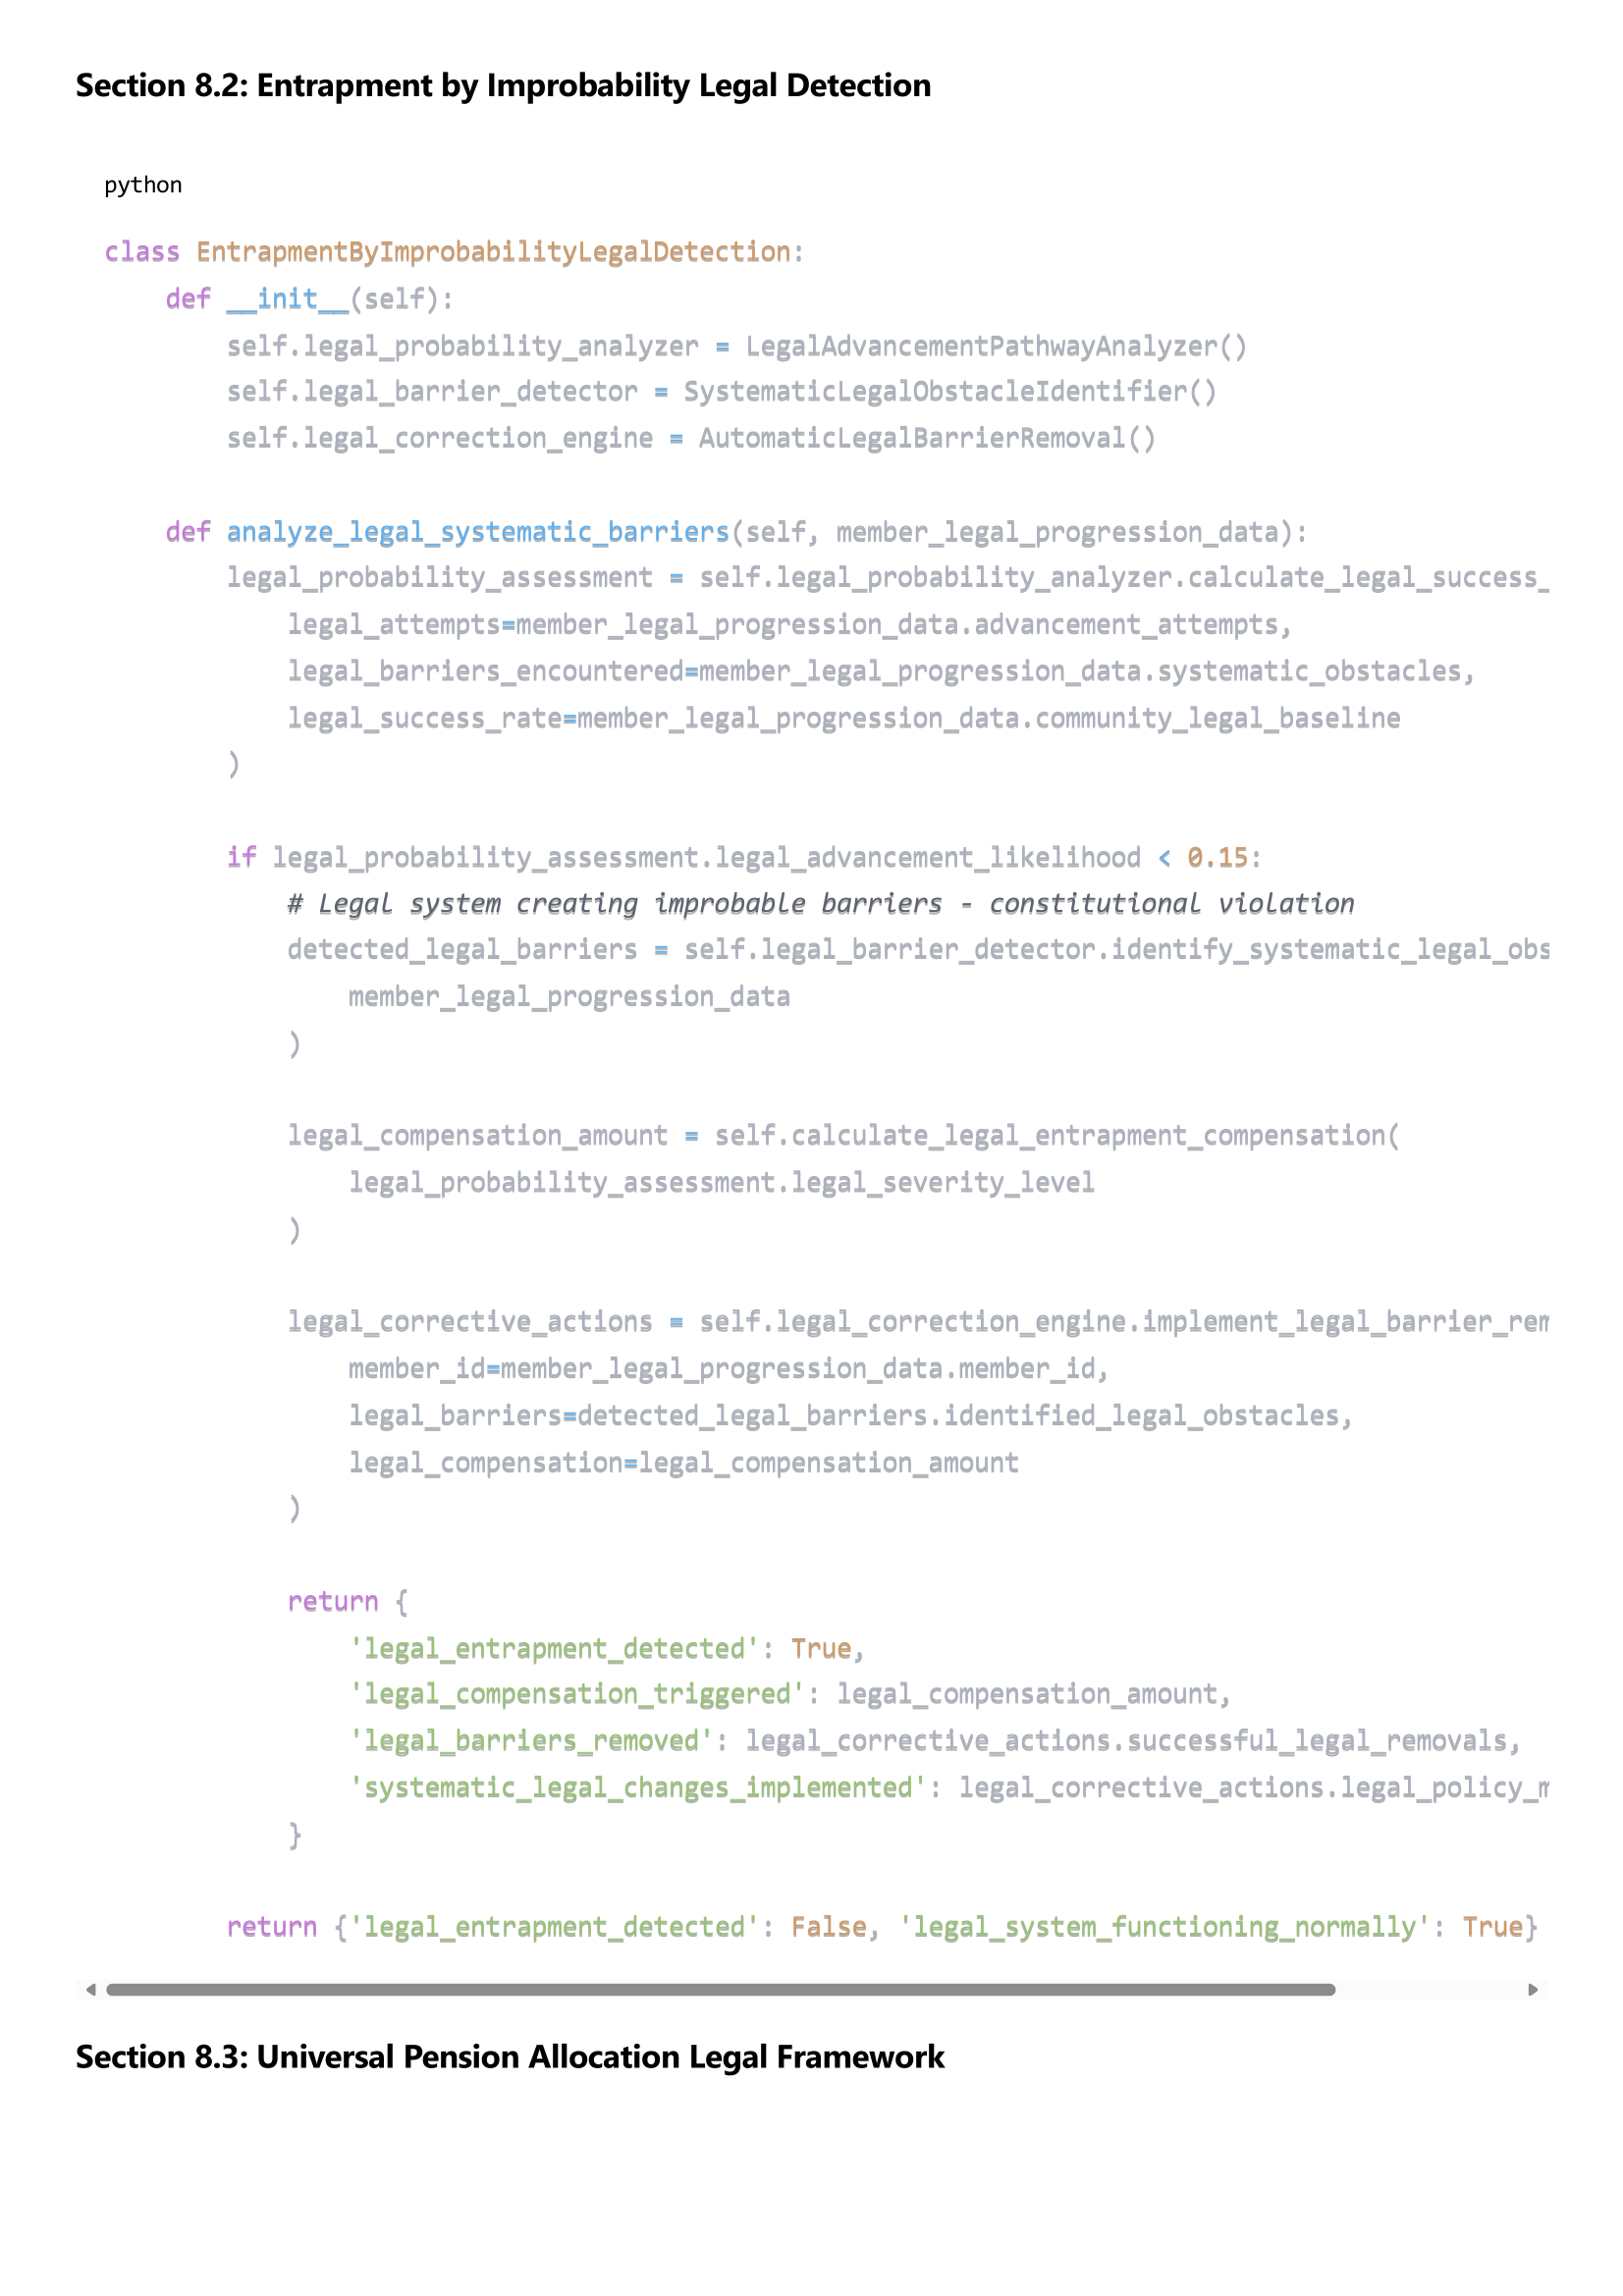 Section 8.2: Entrapment by Improbability Legal Detection
python
class EntrapmentByImprobabilityLegalDetection:
    def __init__(self):
        self.legal_probability_analyzer = LegalAdvancementPathwayAnalyzer()
        self.legal_barrier_detector = SystematicLegalObstacleIdentifier()
        self.legal_correction_engine = AutomaticLegalBarrierRemoval()
    def analyze_legal_systematic_barriers(self, member_legal_progression_data):
        legal_probability_assessment = self.legal_probability_analyzer.calculate_legal_success_
            legal_attempts=member_legal_progression_data.advancement_attempts,
            legal_barriers_encountered=member_legal_progression_data.systematic_obstacles,
            legal_success_rate=member_legal_progression_data.community_legal_baseline
        )
        if legal_probability_assessment.legal_advancement_likelihood < 0.15:
            # Legal system creating improbable barriers - constitutional violation
            detected_legal_barriers = self.legal_barrier_detector.identify_systematic_legal_obs
                member_legal_progression_data
            )
            legal_compensation_amount = self.calculate_legal_entrapment_compensation(
                legal_probability_assessment.legal_severity_level
            )
            legal_corrective_actions = self.legal_correction_engine.implement_legal_barrier_rem
                member_id=member_legal_progression_data.member_id,
                legal_barriers=detected_legal_barriers.identified_legal_obstacles,
                legal_compensation=legal_compensation_amount
            )
            return {
                'legal_entrapment_detected': True,
                'legal_compensation_triggered': legal_compensation_amount,
                'legal_barriers_removed': legal_corrective_actions.successful_legal_removals,
                'systematic_legal_changes_implemented': legal_corrective_actions.legal_policy_m
            }
        return {'legal_entrapment_detected': False, 'legal_system_functioning_normally': True}
Section 8.3: Universal Pension Allocation Legal Framework